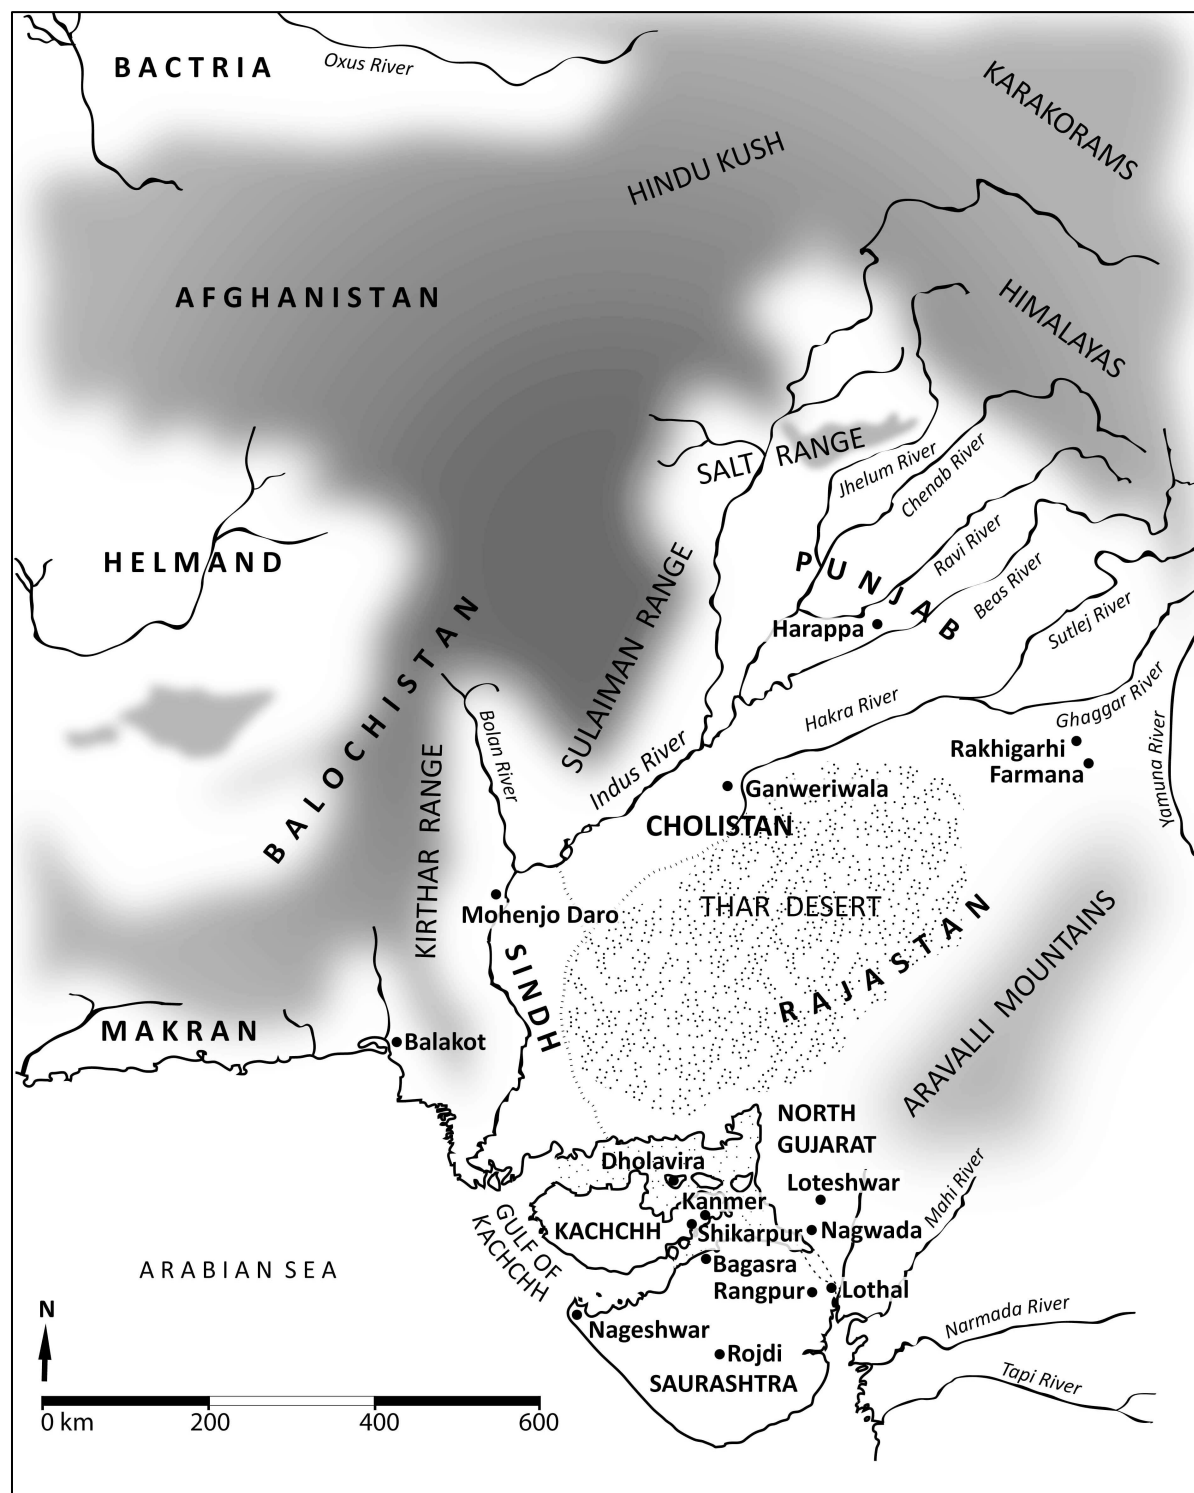 BACTRIA
Oxus River
KARAKORAMS
HINDU KUSH
AFGHANISTAN
HIMALAYAS
SALT RANGE
Jhelum River
Chenab River
HELMAND
PUNJAB
Ravi River
Beas River
Sutlej River
Harappa
BALOCHISTAN
SULAIMAN RANGE
Bolan River
Indus River
Hakra River
Ghaggar River
Yamuna River
Rakhigarhi
Farmana
Ganweriwala
CHOLISTAN
KIRTHAR RANGE
THAR DESERT
Mohenjo Daro
SINDH
RAJASTAN
ARAVALLI MOUNTAINS
MAKRAN
Balakot
NORTH
GUJARAT
Dholavira
Loteshwar
Mahi River
Kanmer
KACHCHH
Shikarpur
Nagwada
GULF OF
KACHCHH
Bagasra
ARABIAN SEA
Rangpur
Lothal
N
Nageshwar
Narmada River
Rojdi
Tapi River
SAURASHTRA
0 km 200 400 600